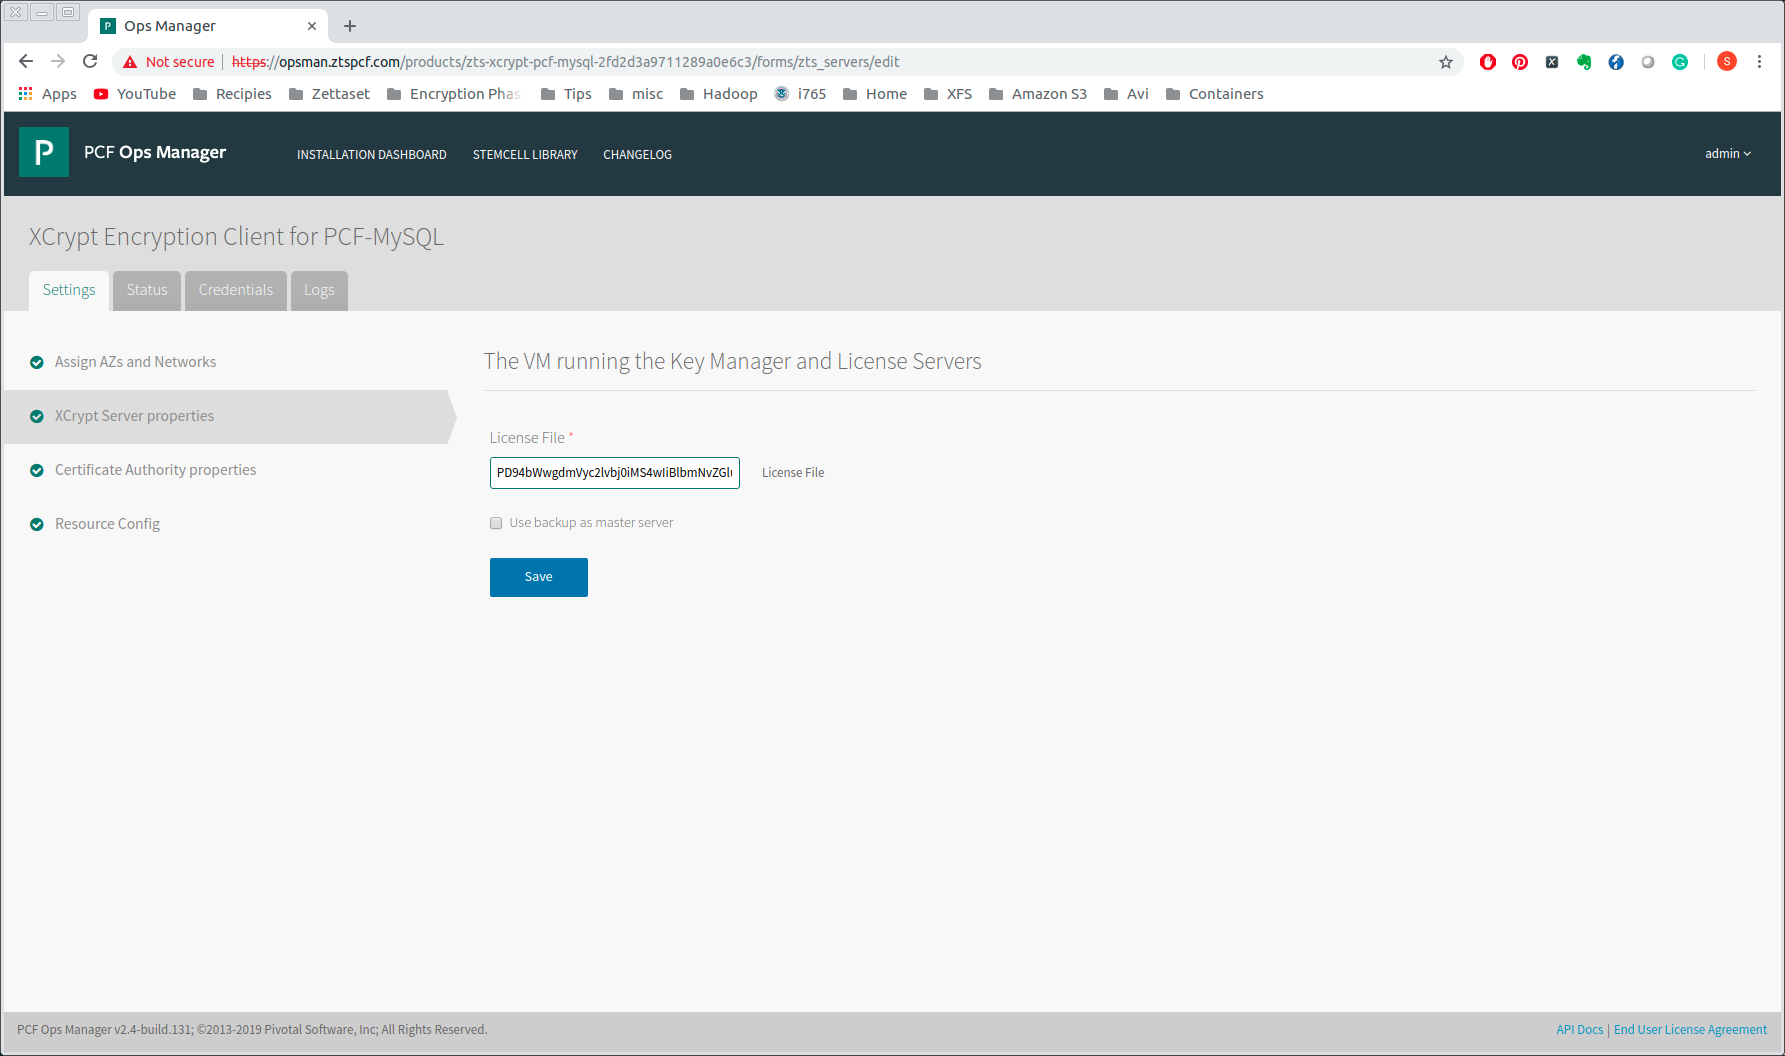 Ops Manager
Not secure | https://opsman.ztspcf.com/products/zts-xcrypt-pcf-mysql-2fd2d3a9711289a0e6c3/forms/zts_servers/edit
Apps YouTube Recipies Zettaset Encryption Phas Tips misc Hadoop i765 Home XFS Amazon S3 Avi Containers
P PCF Ops Manager INSTALLATION DASHBOARD STEMCELL LIBRARY CHANGELOG admin
XCrypt Encryption Client for PCF-MySQL
Settings Status Credentials Logs
Assign AZs and Networks
XCrypt Server properties
Certificate Authority properties
Resource Config
The VM running the Key Manager and License Servers
License File *
PD94bWwgdmVyc2lvbj0iMS4wIiBlbmNvZGl License File
Use backup as master server
Save
PCF Ops Manager v2.4-build.131; ©2013-2019 Pivotal Software, Inc; All Rights Reserved. API Docs | End User License Agreement